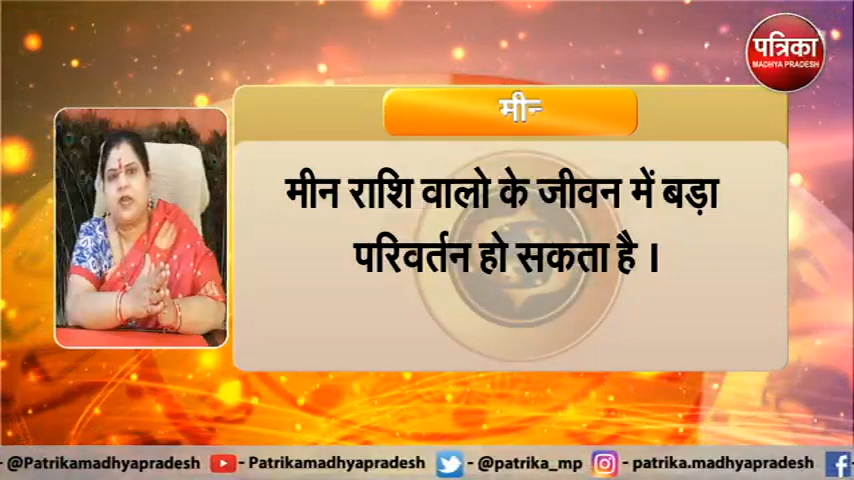 पत्रिका
MADHYA PRADESH
मीन
मीन राशि वालो के जीवन में बड़ा
परिवर्तन हो सकता है ।
- @Patrikamadhyapradesh - Patrikamadhyapradesh - @patrika_mp - patrika.madhyapradesh -